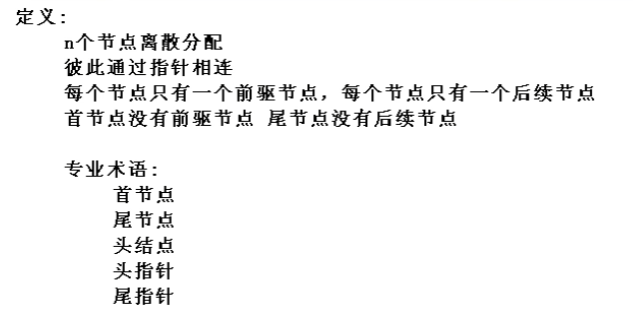 定义:
n个节点离散分配
彼此通过指针相连
每个节点只有一个前驱节点，每个节点只有一个后续节点
首节点没有前驱节点 尾节点没有后续节点
专业术语:
首节点
尾节点
头结点
头指针
尾指针